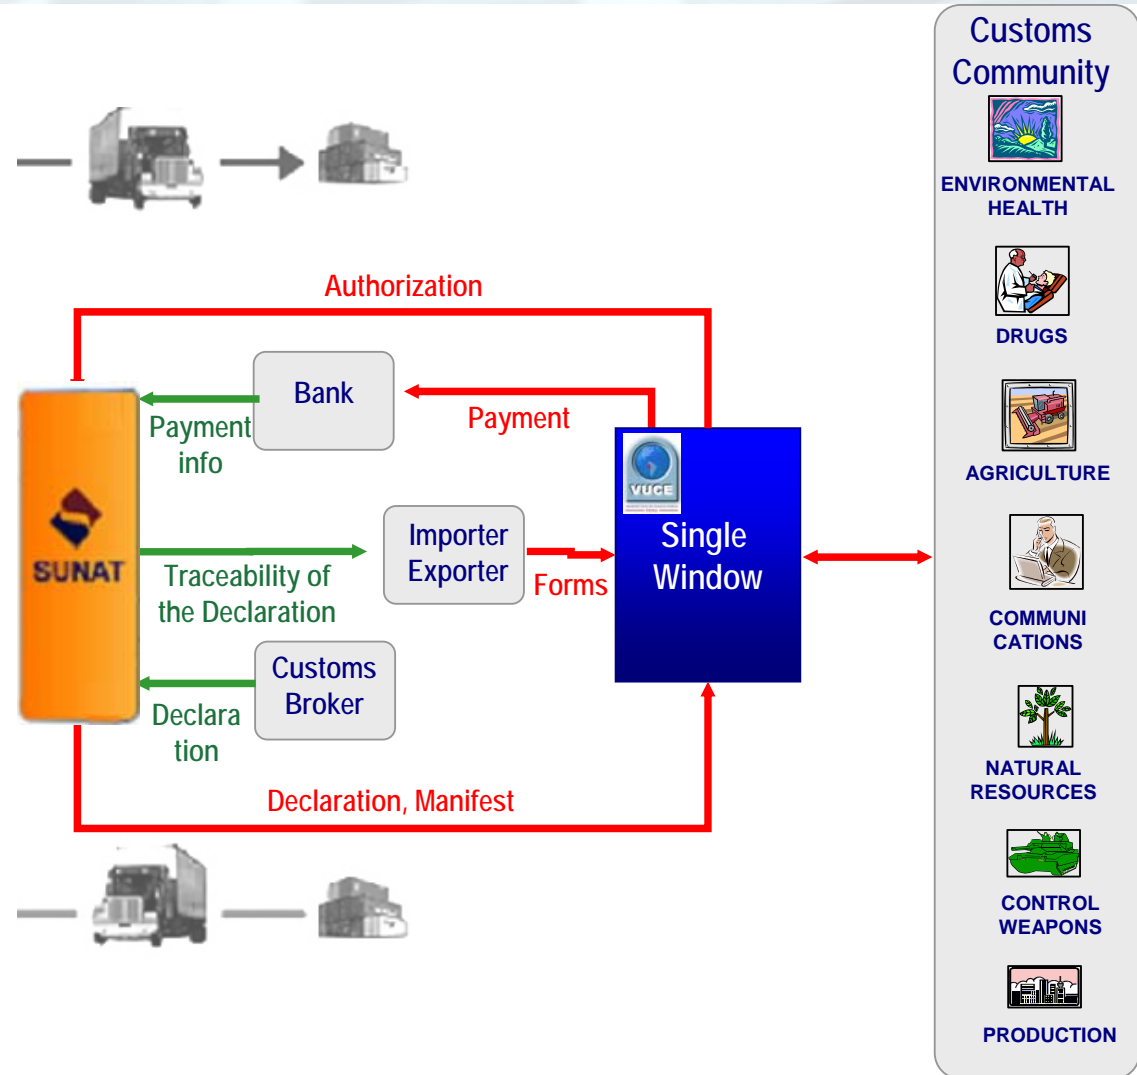 Customs
Community
ENVIRONMENTAL
HEALTH
DRUGS
AGRICULTURE
COMMUNI
CATIONS
NATURAL
RESOURCES
CONTROL
WEAPONS
PRODUCTION
Authorization
Bank
Payment
Payment
info
VUCE
Single
Window
Importer
Exporter
Forms
SUNAT
Traceability of
the Declaration
Customs
Broker
Declara
tion
Declaration, Manifest